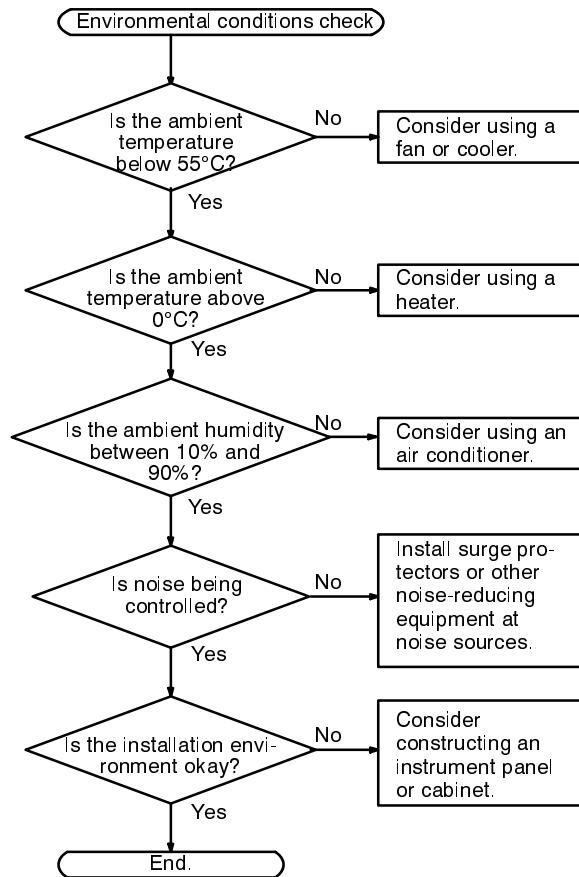 Environmental conditions check
Is the ambient
temperature
below 55°C?
No
Consider using a
fan or cooler.
Yes
Is the ambient
temperature above
0°C?
No
Consider using a
heater.
Yes
Is the ambient humidity
between 10% and
90%?
No
Consider using an
air conditioner.
Yes
Is noise being
controlled?
No
Install surge pro-
tectors or other
noise-reducing
equipment at
noise sources.
Yes
Is the installation envi-
ronment okay?
No
Consider
constructing an
instrument panel
or cabinet.
Yes
End.